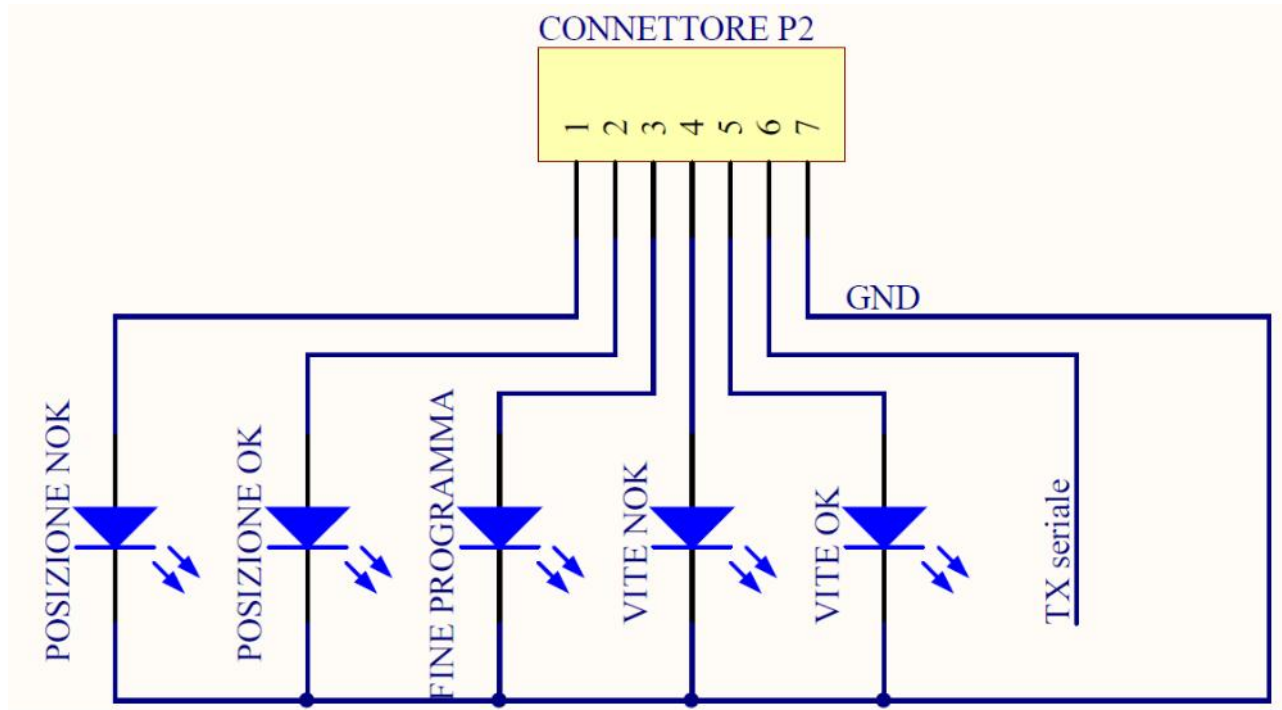 CONNETTORE P2
1 2 3 4 5 6 7
GND
POSIZIONE NOK
POSIZIONE OK
FINE PROGRAMMA
VITE NOK
VITE OK
TX seriale